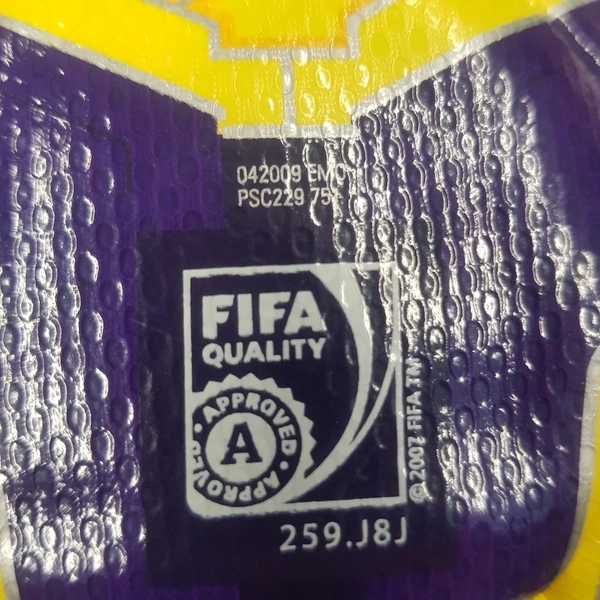 042009 EMO
PSC229 75
FIFA
QUALITY
• APPROVED • APPROVED
A
©2007 FIFA TM
259.J8J